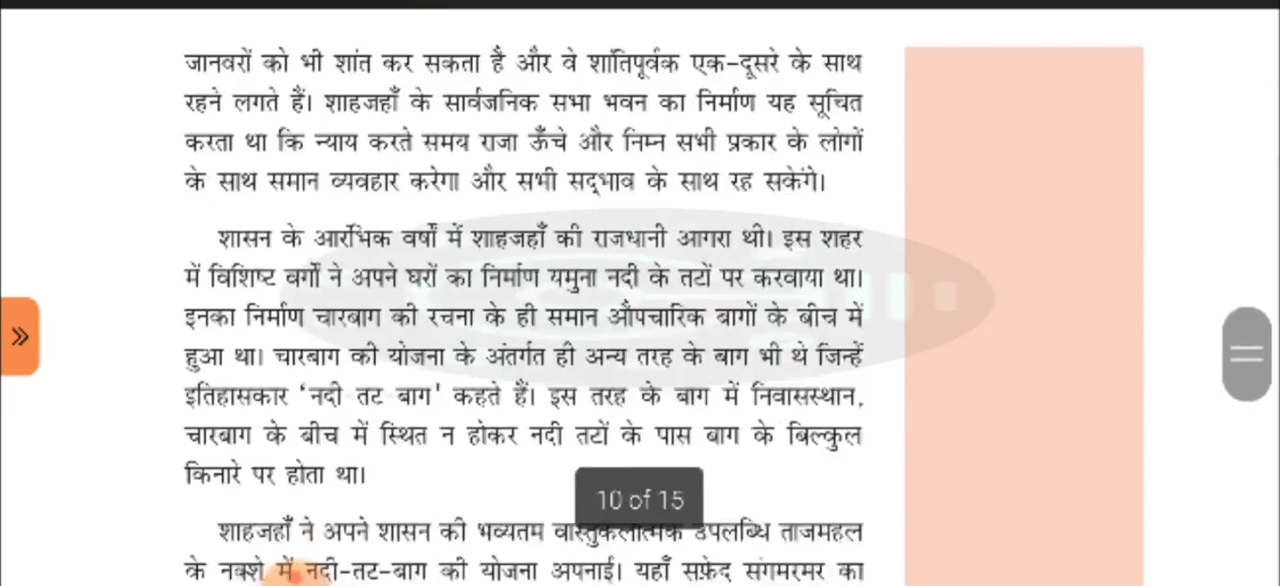 जानवरों को भी शांत कर सकता है और वे शांतिपूर्वक एक-दूसरे के साथ
रहने लगते हैं। शाहजहाँ के सार्वजनिक सभा भवन का निर्माण यह सूचित
करता था कि न्याय करते समय राजा ऊँचे और निम्न सभी प्रकार के लोगों
के साथ समान व्यवहार करेगा और सभी सद्भाव के साथ रह सकेंगे।
शासन के आरंभिक वर्षों में शाहजहाँ की राजधानी आगरा थी। इस शहर
में विशिष्ट वर्गों ने अपने घरों का निर्माण यमुना नदी के तटों पर करवाया था।
इनका निर्माण चारबाग की रचना के ही समान औपचारिक बागों के बीच में
हुआ था। चारबाग की योजना के अंतर्गत ही अन्य तरह के बाग भी थे जिन्हें
इतिहासकार ‘नदी तट बाग’ कहते हैं। इस तरह के बाग में निवासस्थान,
चारबाग के बीच में स्थित न होकर नदी तटों के पास बाग के बिल्कुल
किनारे पर होता था।
10 of 15
शाहजहाँ ने अपने शासन की भव्यतम वास्तुकलात्मक उपलब्धि ताजमहल
के नक्शे में नदी-तट-बाग की योजना अपनाई। यहाँ सफ़ेद संगमरमर का